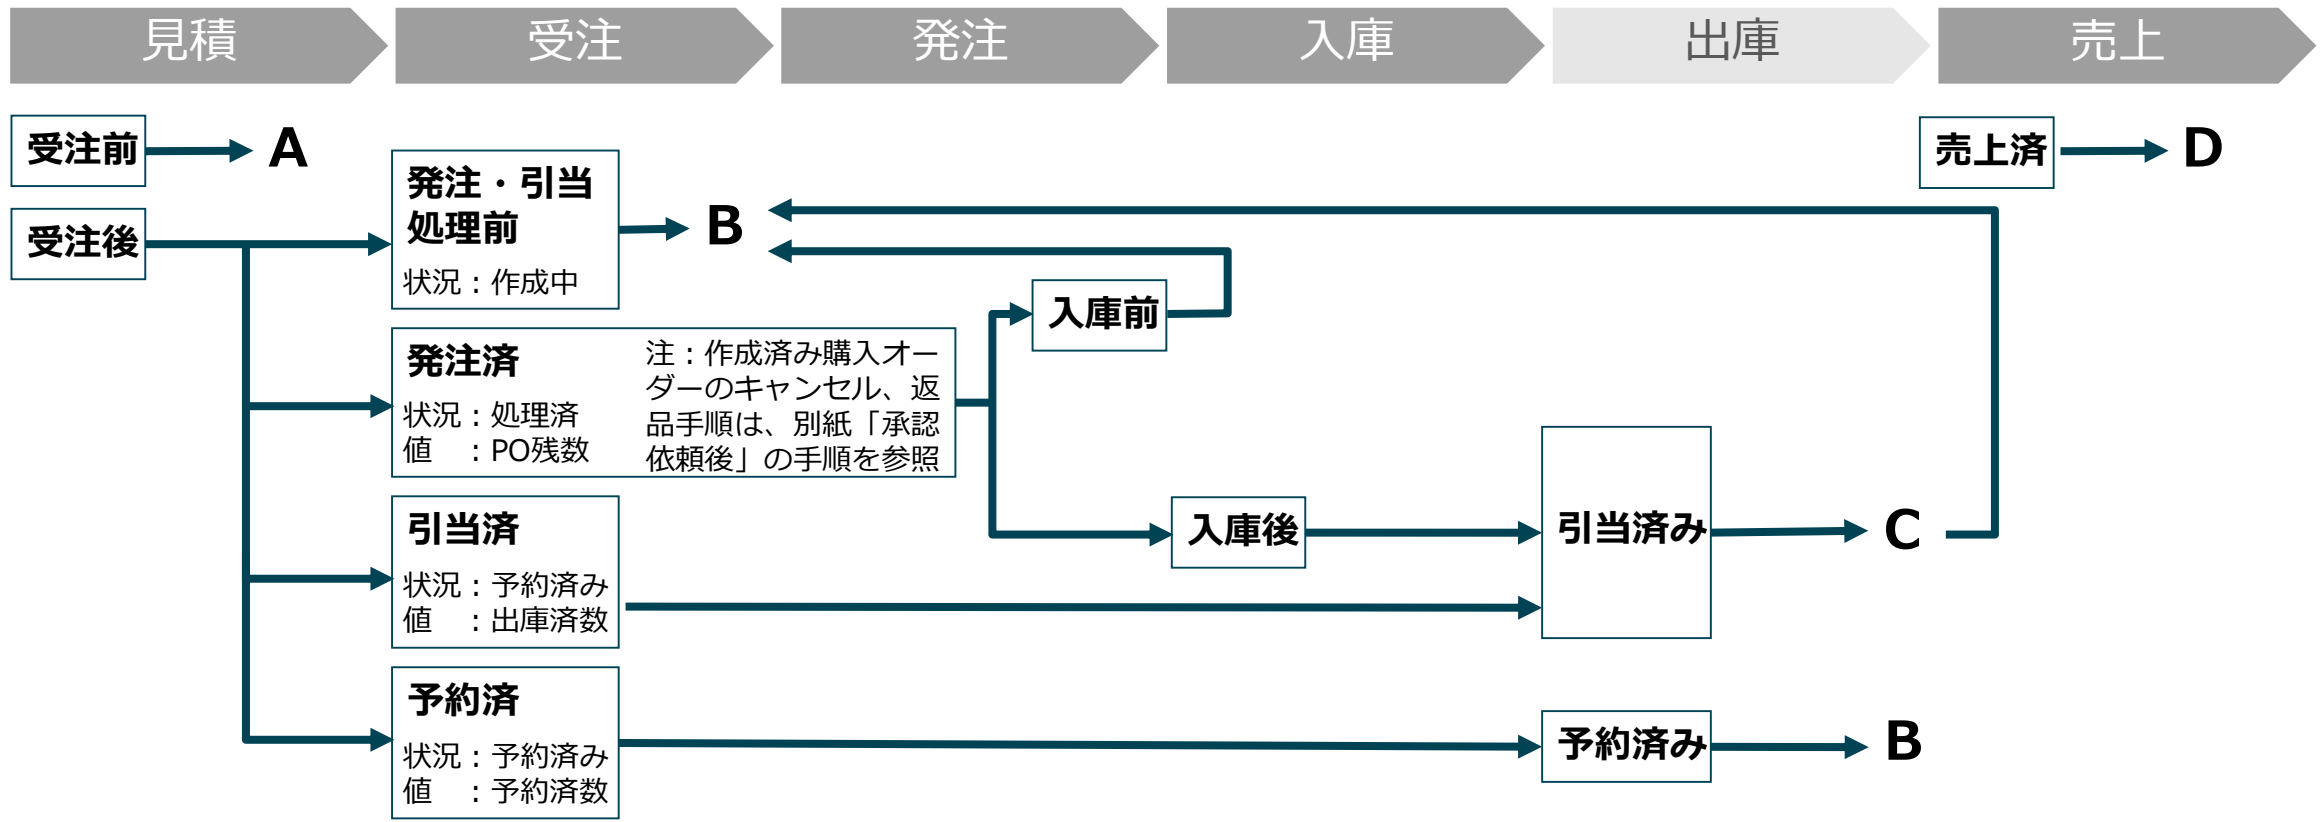 見積
受注
発注
入庫
出庫
売上
受注前
A
売上済
D
受注後
発注・引当
処理前
状況：作成中
B
入庫前
発注済
状況：処理済
値　：PO残数
注：作成済み購入オー
ダーのキャンセル、返
品手順は、別紙「承認
依頼後」の手順を参照
引当済
状況：予約済み
値　：出庫済数
入庫後
引当済み
C
予約済
状況：予約済み
値　：予約済数
予約済み
B